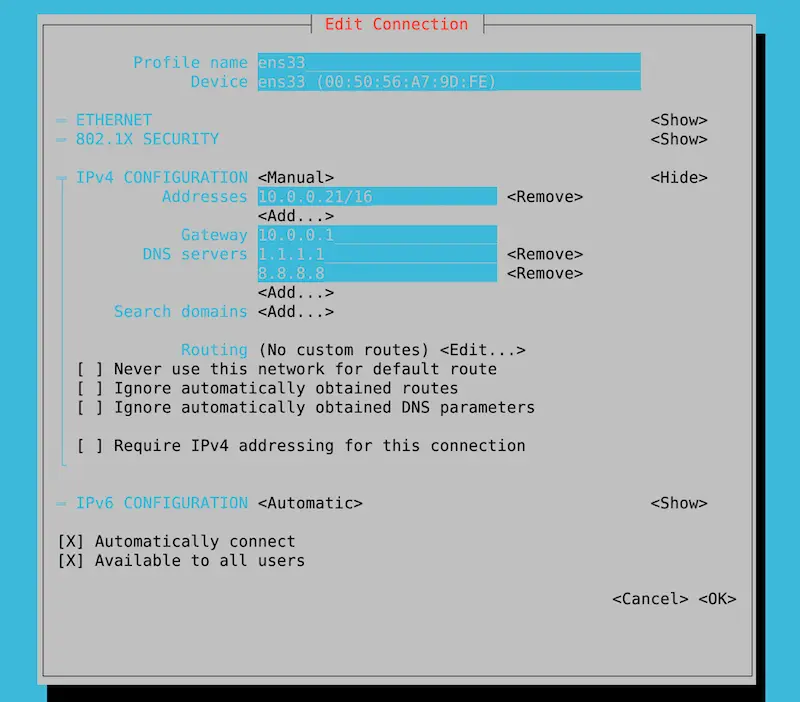 Edit Connection
Profile name ens33
Device ens33 (00:50:56:A7:9D:FE)
ETHERNET <Show>
802.1X SECURITY <Show>
IPv4 CONFIGURATION <Manual> <Hide>
Addresses 10.0.0.21/16 <Remove>
<Add...>
Gateway 10.0.0.1
DNS servers 1.1.1.1 <Remove>
8.8.8.8 <Remove>
<Add...>
Search domains <Add...>
Routing (No custom routes) <Edit...>
[ ] Never use this network for default route
[ ] Ignore automatically obtained routes
[ ] Ignore automatically obtained DNS parameters
[ ] Require IPv4 addressing for this connection
IPv6 CONFIGURATION <Automatic> <Show>
[X] Automatically connect
[X] Available to all users
<Cancel> <OK>